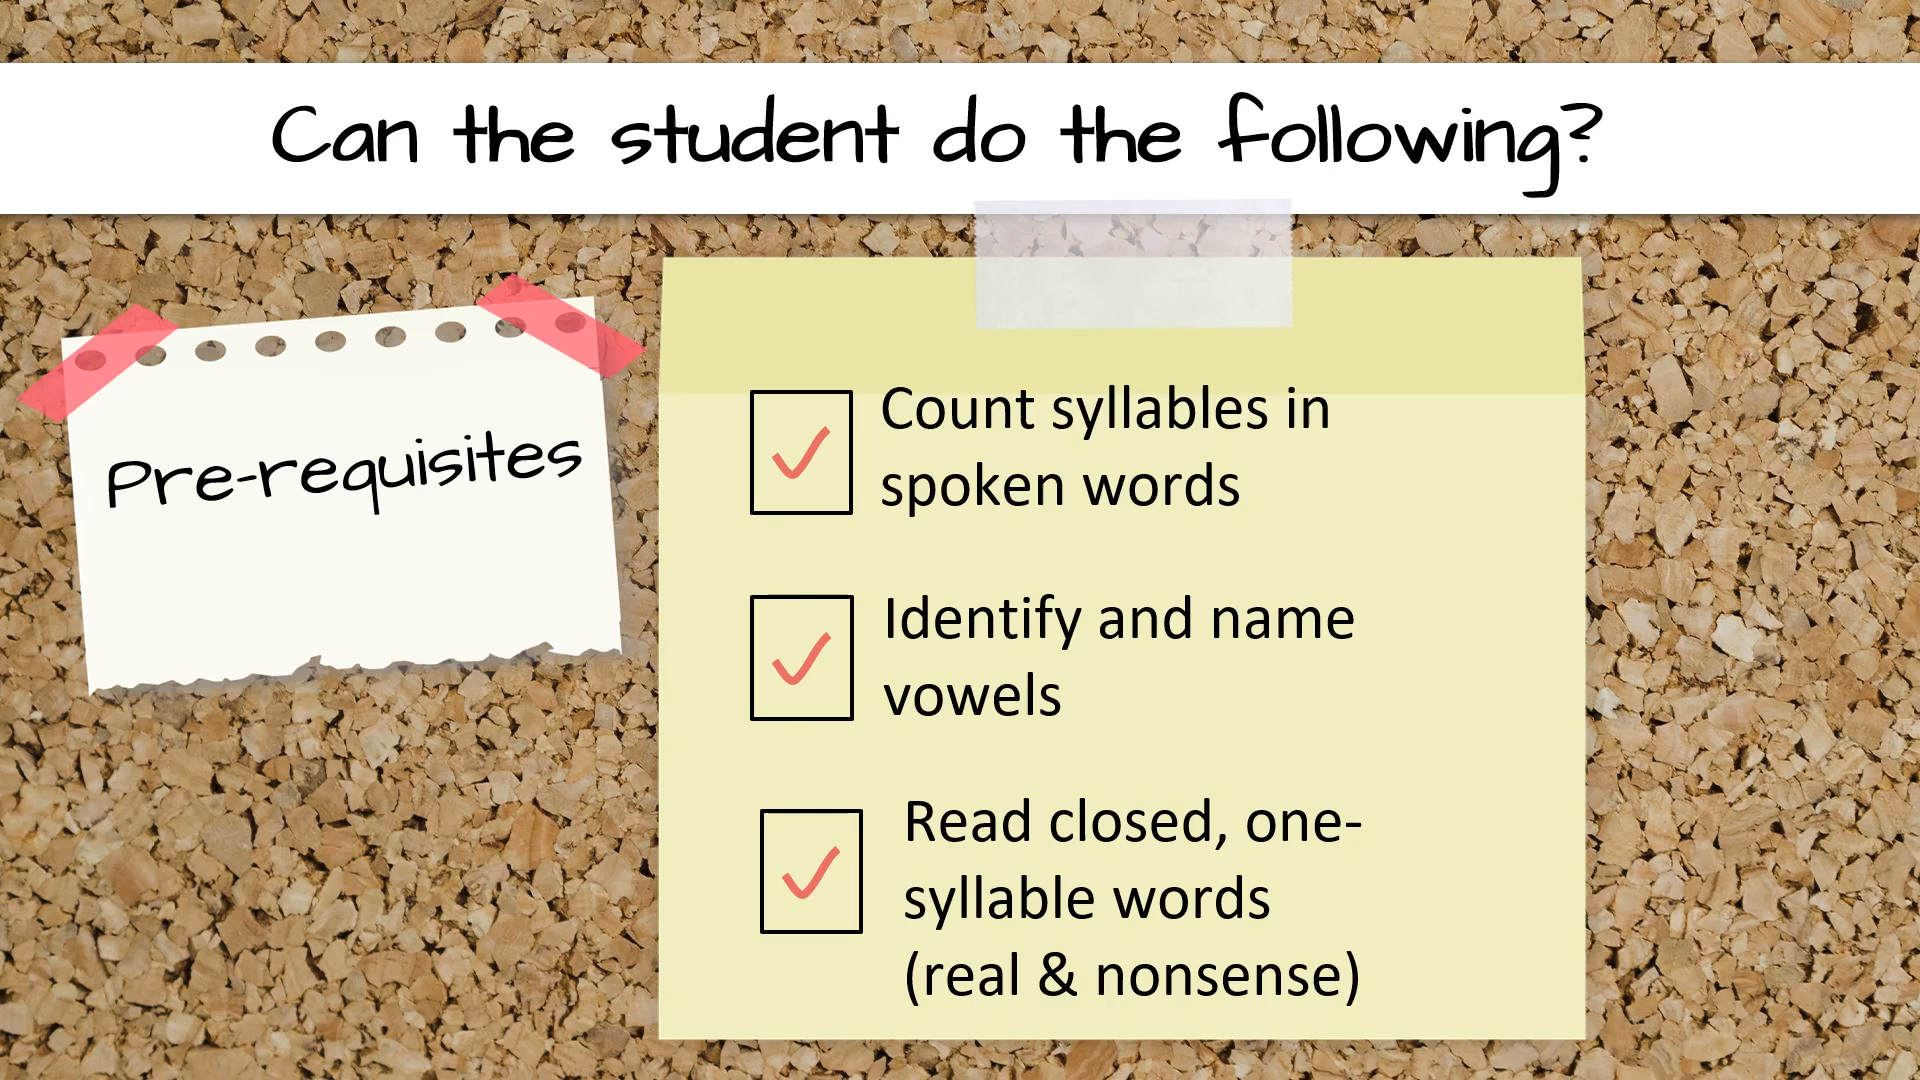 Can the student do the following?
Pre-requisites
Count syllables in
spoken words
Identify and name
vowels
Read closed, one-
syllable words
(real & nonsense)